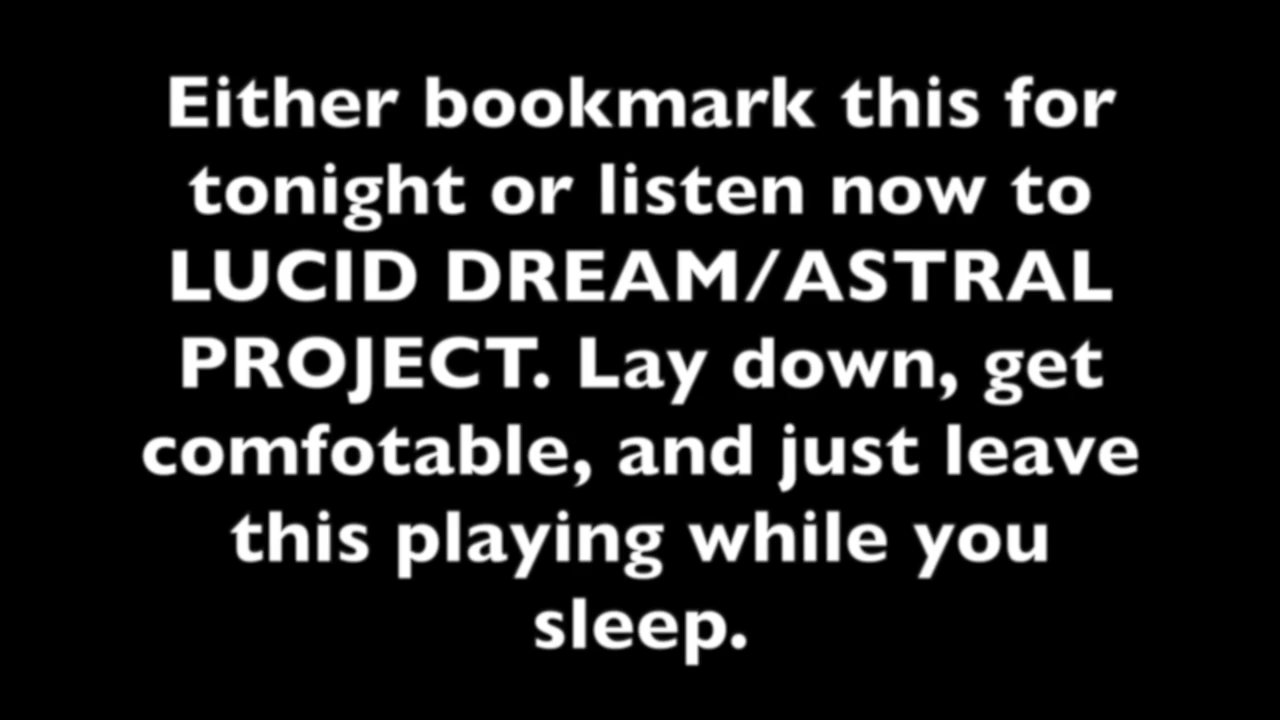 Either bookmark this for
tonight or listen now to
LUCID DREAM/ASTRAL
PROJECT. Lay down, get
comfotable, and just leave
this playing while you
sleep.